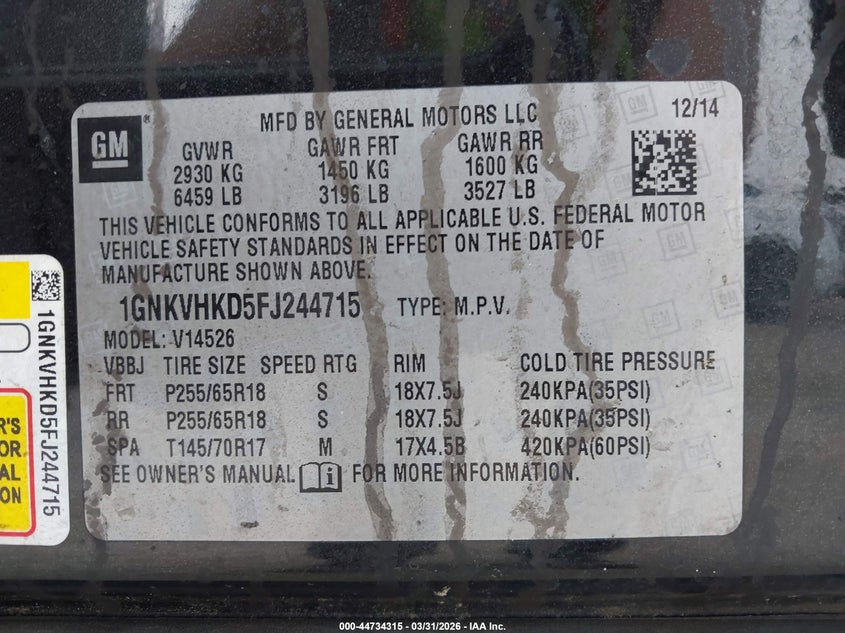 GM
®
MFD BY GENERAL MOTORS LLC 12/14
GVWR GAWR FRT GAWR RR
2930 KG 1450 KG 1600 KG
6459 LB 3196 LB 3527 LB
THIS VEHICLE CONFORMS TO ALL APPLICABLE U.S. FEDERAL MOTOR
VEHICLE SAFETY STANDARDS IN EFFECT ON THE DATE OF
MANUFACTURE SHOWN ABOVE.
1GNKVHKD5FJ244715 TYPE: M.P.V.
MODEL: V14526
VBBJ TIRE SIZE SPEED RTG RIM COLD TIRE PRESSURE
FRT P255/65R18 S 18X7.5J 240KPA(35PSI)
RR P255/65R18 S 18X7.5J 240KPA(35PSI)
SPA T145/70R17 M 17X4.5B 420KPA(60PSI)
SEE OWNER'S MANUAL FOR MORE INFORMATION.
1GNKVHKD5FJ244715
ON
000-44734315 - 03/31/2026 - IAA Inc.